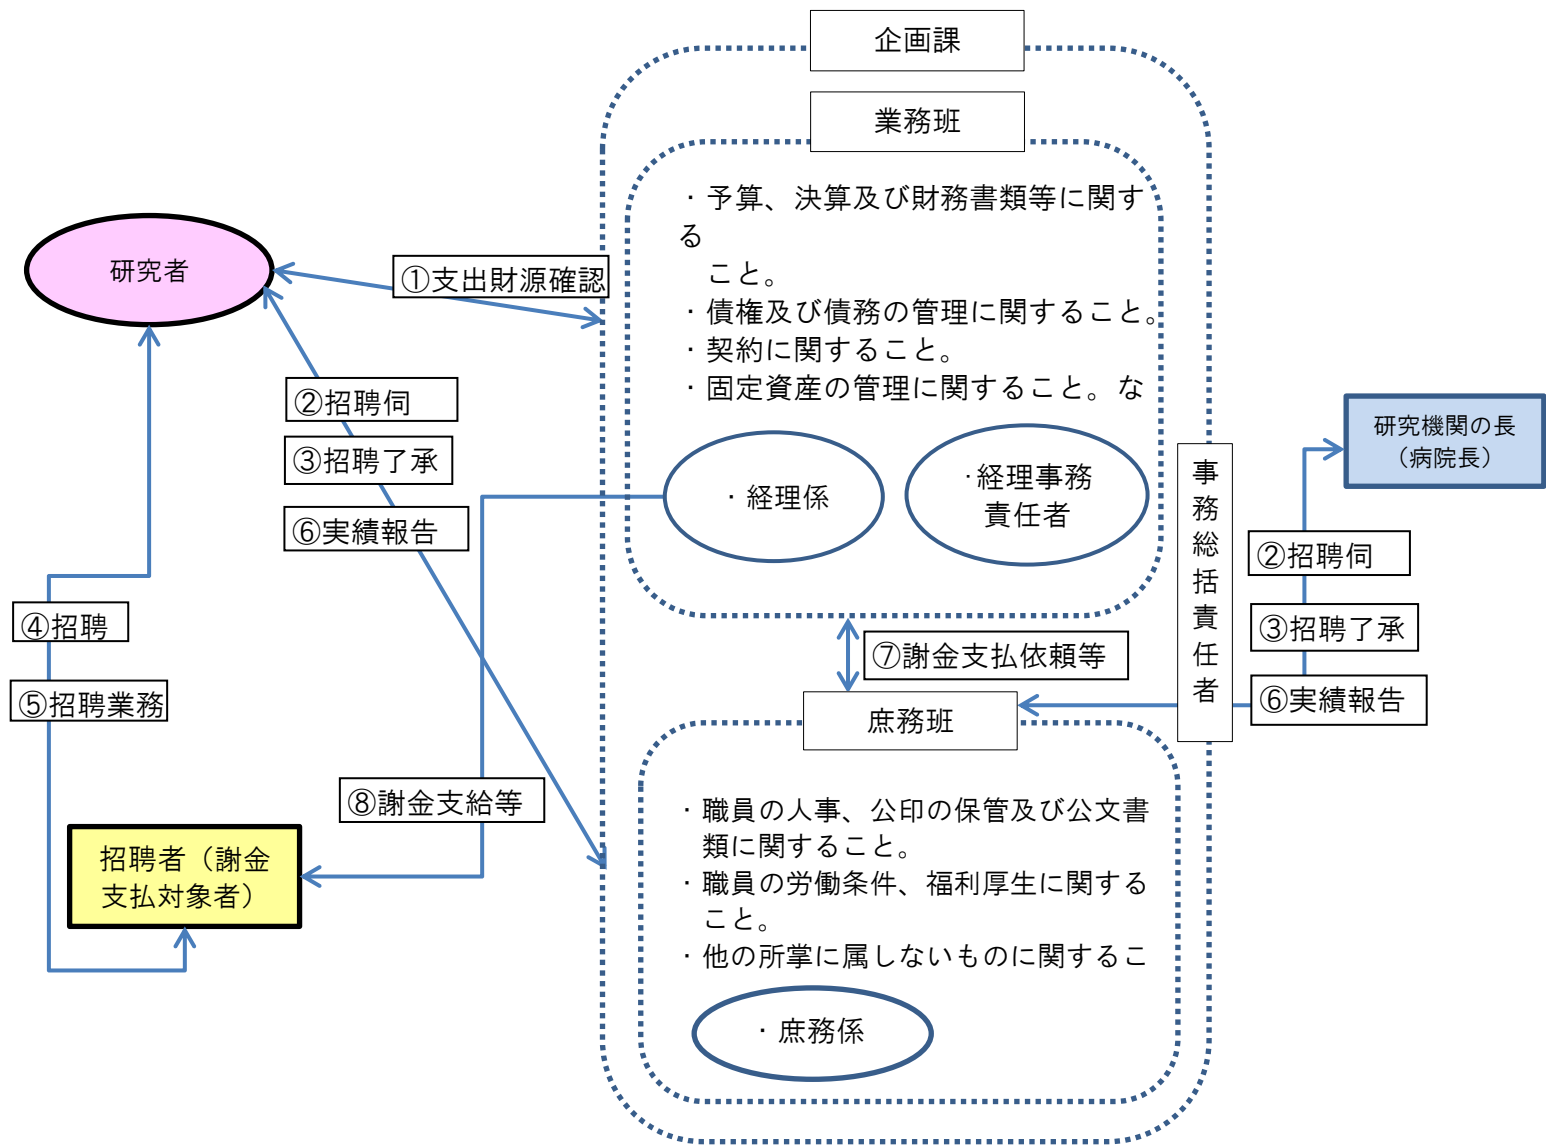 企画課
業務班
・予算、決算及び財務書類等に関す
る
こと。
・債権及び債務の管理に関すること。
・契約に関すること。
・固定資産の管理に関すること。な
・経理係
・経理事務
責任者
研究者
①支出財源確認
②招聘伺
③招聘了承
⑥実績報告
④招聘
⑤招聘業務
⑧謝金支給等
招聘者（謝金
支払対象者）
⑦謝金支払依頼等
庶務班
・職員の人事、公印の保管及び公文書
類に関すること。
・職員の労働条件、福利厚生に関する
こと。
・他の所掌に属しないものに関するこ
・庶務係
事務総括責任者
研究機関の長
（病院長）
②招聘伺
③招聘了承
⑥実績報告